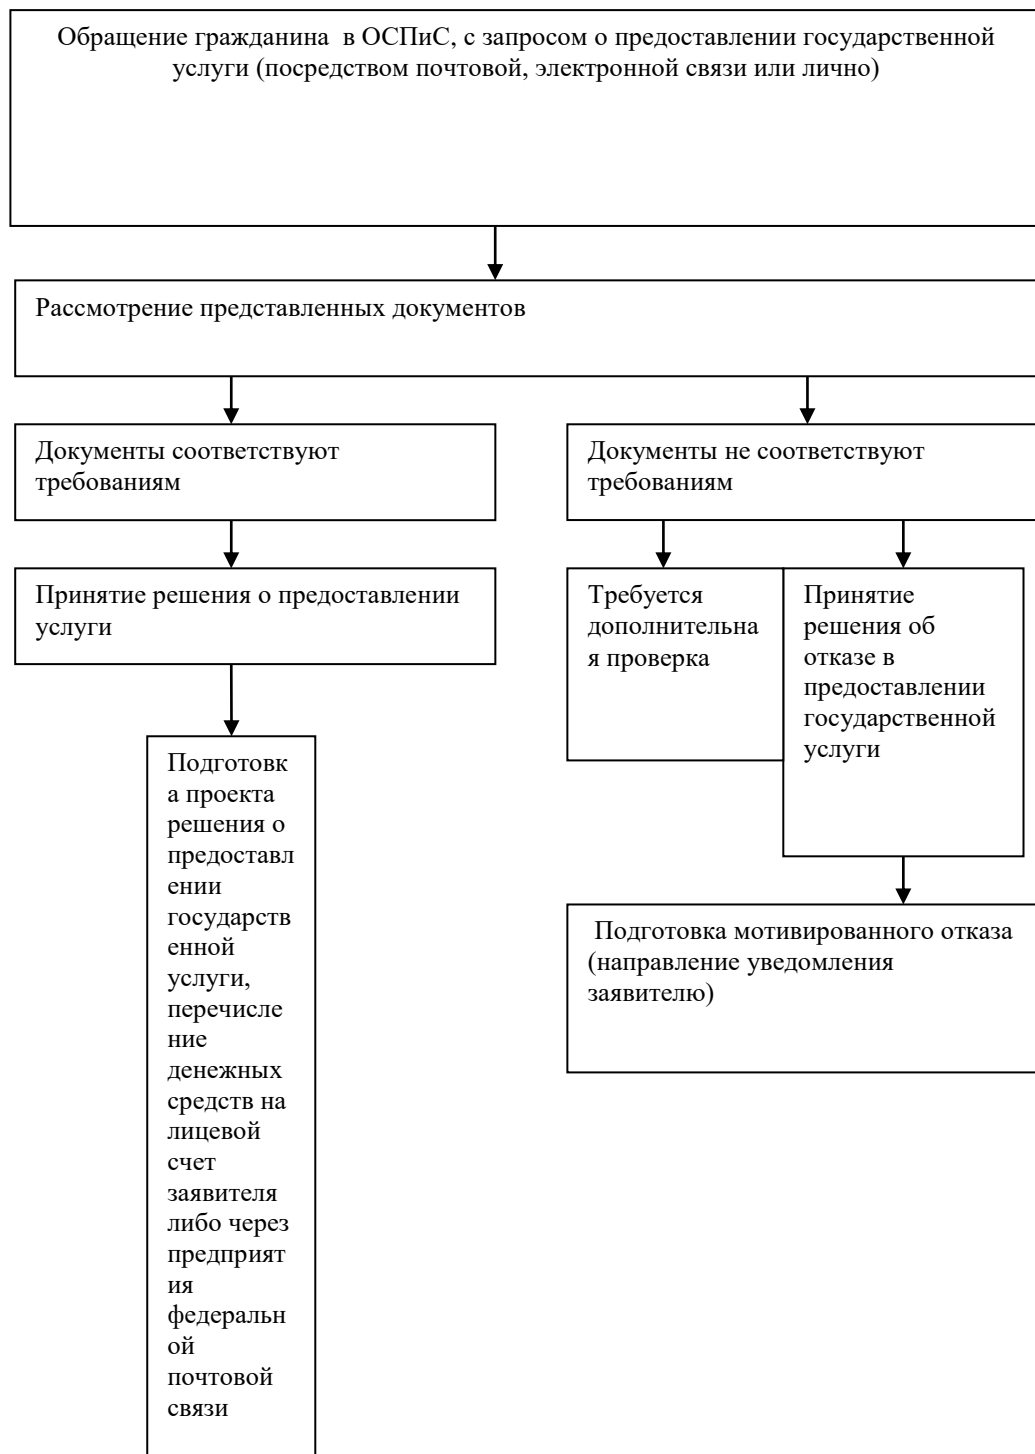 Обращение гражданина  в ОСПиС, с запросом о предоставлении государственной
услуги (посредством почтовой, электронной связи или лично)
Рассмотрение представленных документов
Документы соответствуют
требованиям
Документы не соответствуют
требованиям
Принятие решения о предоставлении
услуги
Требуется
дополнительна
я проверка
Принятие
решения об
отказе в
предоставлении
государственной
услуги
Подготовк
а проекта
решения о
предоставл
ении
государств
енной
услуги,
перечисле
ние
денежных
средств на
лицевой
счет
заявителя
либо через
предприят
ия
федеральн
ой
почтовой
связи
Подготовка мотивированного отказа
(направление уведомления
заявителю)